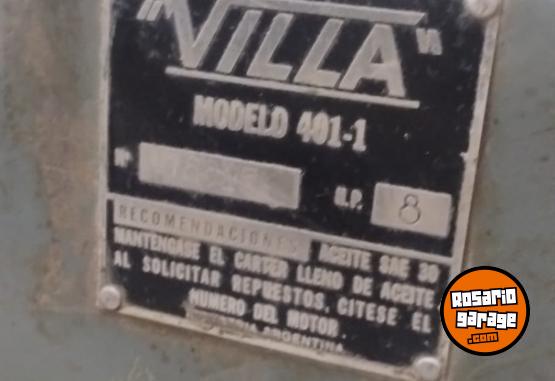 "VILLA"
MODELO 401-1
Nº
H.P. 8
RECOMENDACIONES ACEITE SAE 30
MANTENGASE EL CARTER LLENO DE ACEITE
AL SOLICITAR REPUESTOS, CITESE EL
NUMERO DEL MOTOR
ARGENTINA
Rosario
garage
.com